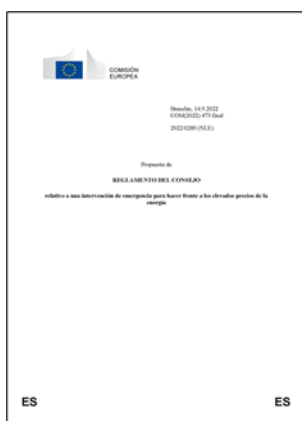 COMISIÓN
EUROPEA
Bruselas, 14.9.2022
COM(2022) 473 final
2022/0289 (NLE)
Propuesta de
REGLAMENTO DEL CONSEJO
relativo a una intervención de emergencia para hacer frente a los elevados precios de la
energía
ES
ES